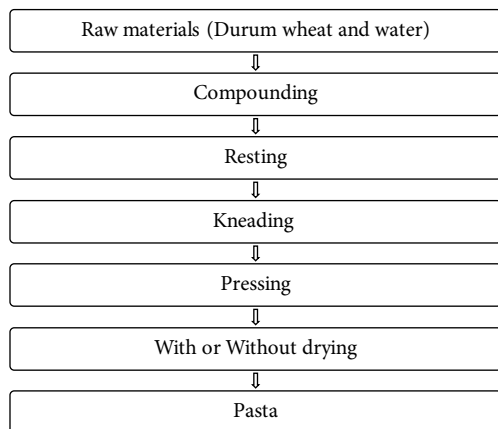 Raw materials (Durum wheat and water)
Compounding
Resting
Kneading
Pressing
With or Without drying
Pasta